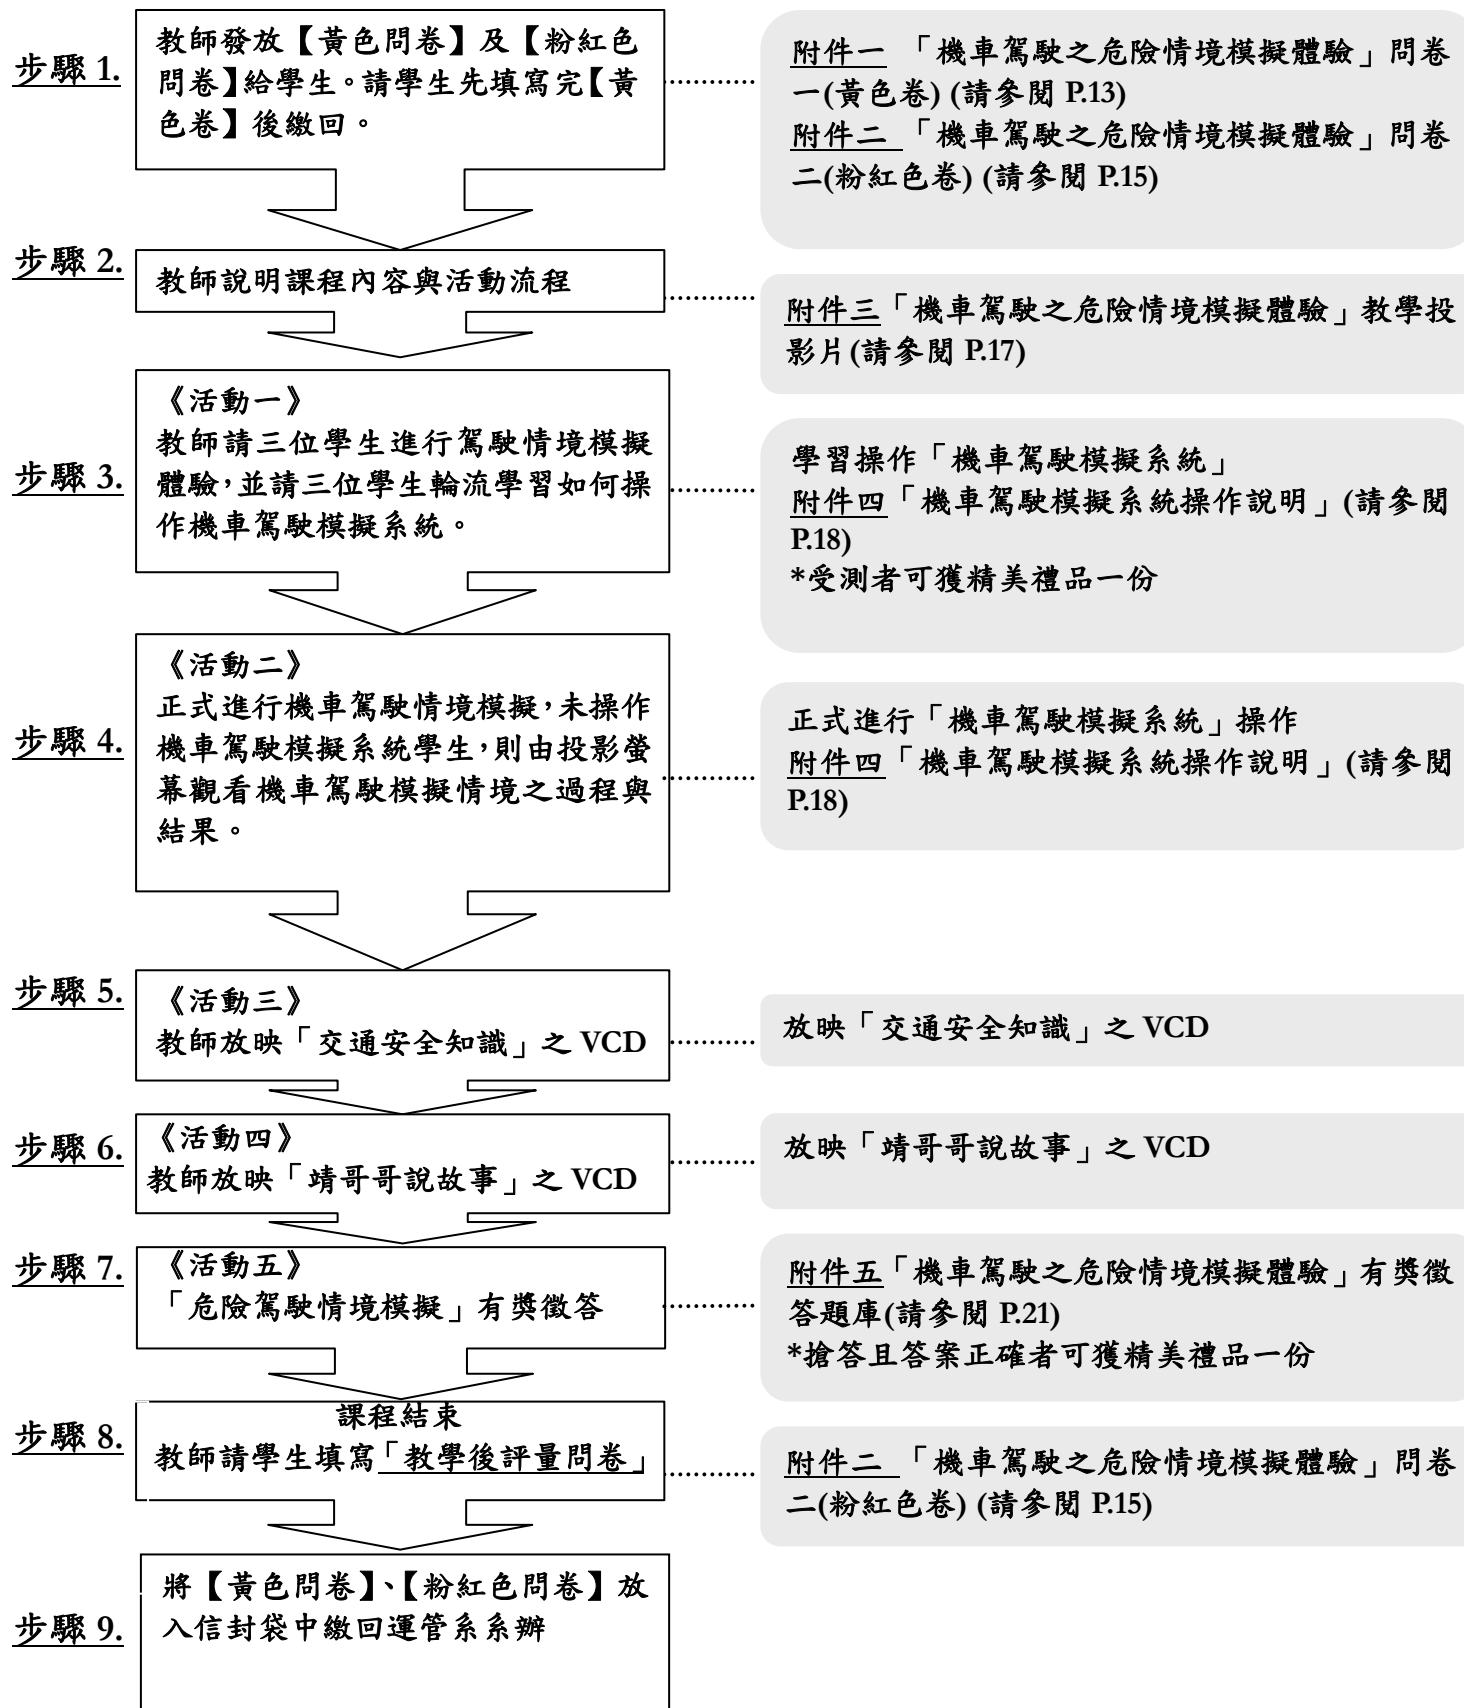 步驟 1.
教師發放【黃色問卷】及【粉紅色
問卷】給學生。請學生先填寫完【黃
色卷】後繳回。
附件一 「機車駕駛之危險情境模擬體驗」問卷
一(黃色卷) (請參閱 P.13)
附件二 「機車駕駛之危險情境模擬體驗」問卷
二(粉紅色卷) (請參閱 P.15)
步驟 2.
教師說明課程內容與活動流程
附件三「機車駕駛之危險情境模擬體驗」教學投
影片(請參閱 P.17)
步驟 3.
《活動一》
教師請三位學生進行駕駛情境模擬
體驗，並請三位學生輪流學習如何操
作機車駕駛模擬系統。
學習操作「機車駕駛模擬系統」
附件四「機車駕駛模擬系統操作說明」(請參閱
P.18)
*受測者可獲精美禮品一份
步驟 4.
《活動二》
正式進行機車駕駛情境模擬，未操作
機車駕駛模擬系統學生，則由投影螢
幕觀看機車駕駛模擬情境之過程與
結果。
正式進行「機車駕駛模擬系統」操作
附件四「機車駕駛模擬系統操作說明」(請參閱
P.18)
步驟 5.
《活動三》
教師放映「交通安全知識」之 VCD
放映「交通安全知識」之 VCD
步驟 6.
《活動四》
教師放映「靖哥哥說故事」之 VCD
放映「靖哥哥說故事」之 VCD
步驟 7.
《活動五》
「危險駕駛情境模擬」有獎徵答
附件五「機車駕駛之危險情境模擬體驗」有獎徵
答題庫(請參閱 P.21)
*搶答且答案正確者可獲精美禮品一份
步驟 8.
課程結束
教師請學生填寫「教學後評量問卷」
附件二 「機車駕駛之危險情境模擬體驗」問卷
二(粉紅色卷) (請參閱 P.15)
步驟 9.
將【黃色問卷】、【粉紅色問卷】放
入信封袋中繳回運管系系辦